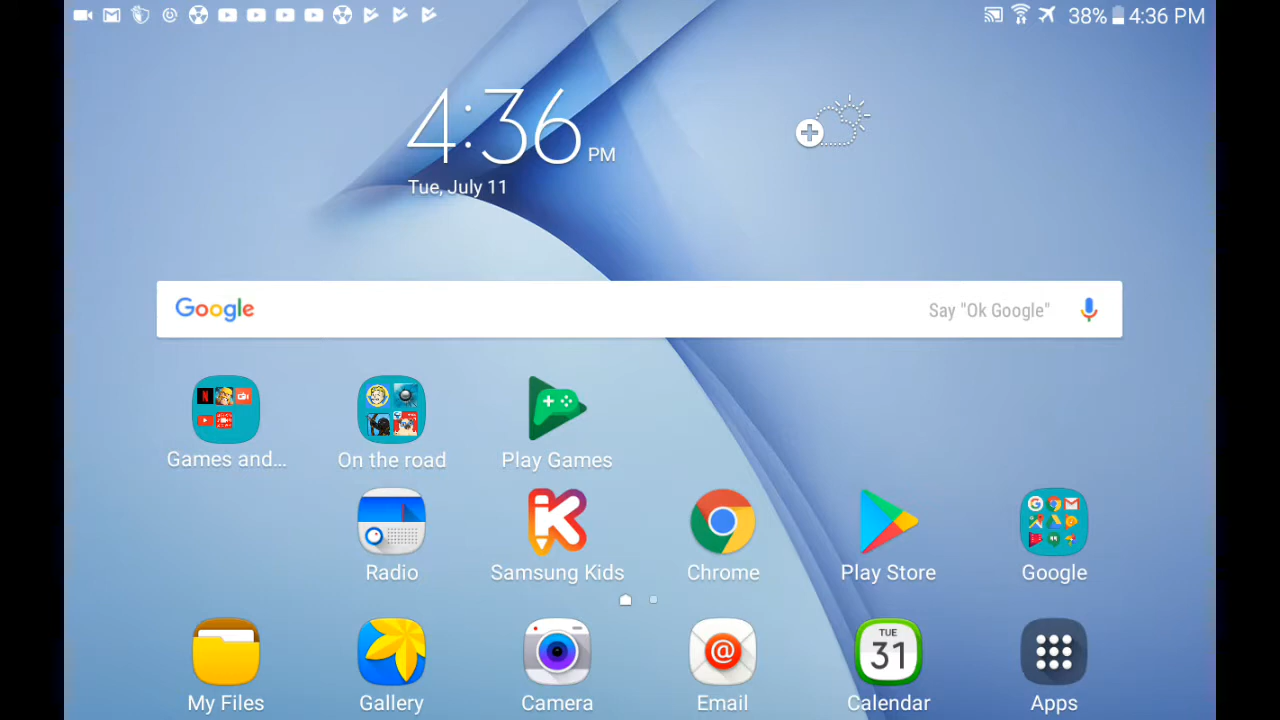 38% 4:36 PM
4:36 PM
Tue, July 11
Google Say "Ok Google"
Games and... On the road Play Games
Radio Samsung Kids Chrome Play Store Google
TUE
31
My Files Gallery Camera Email Calendar Apps